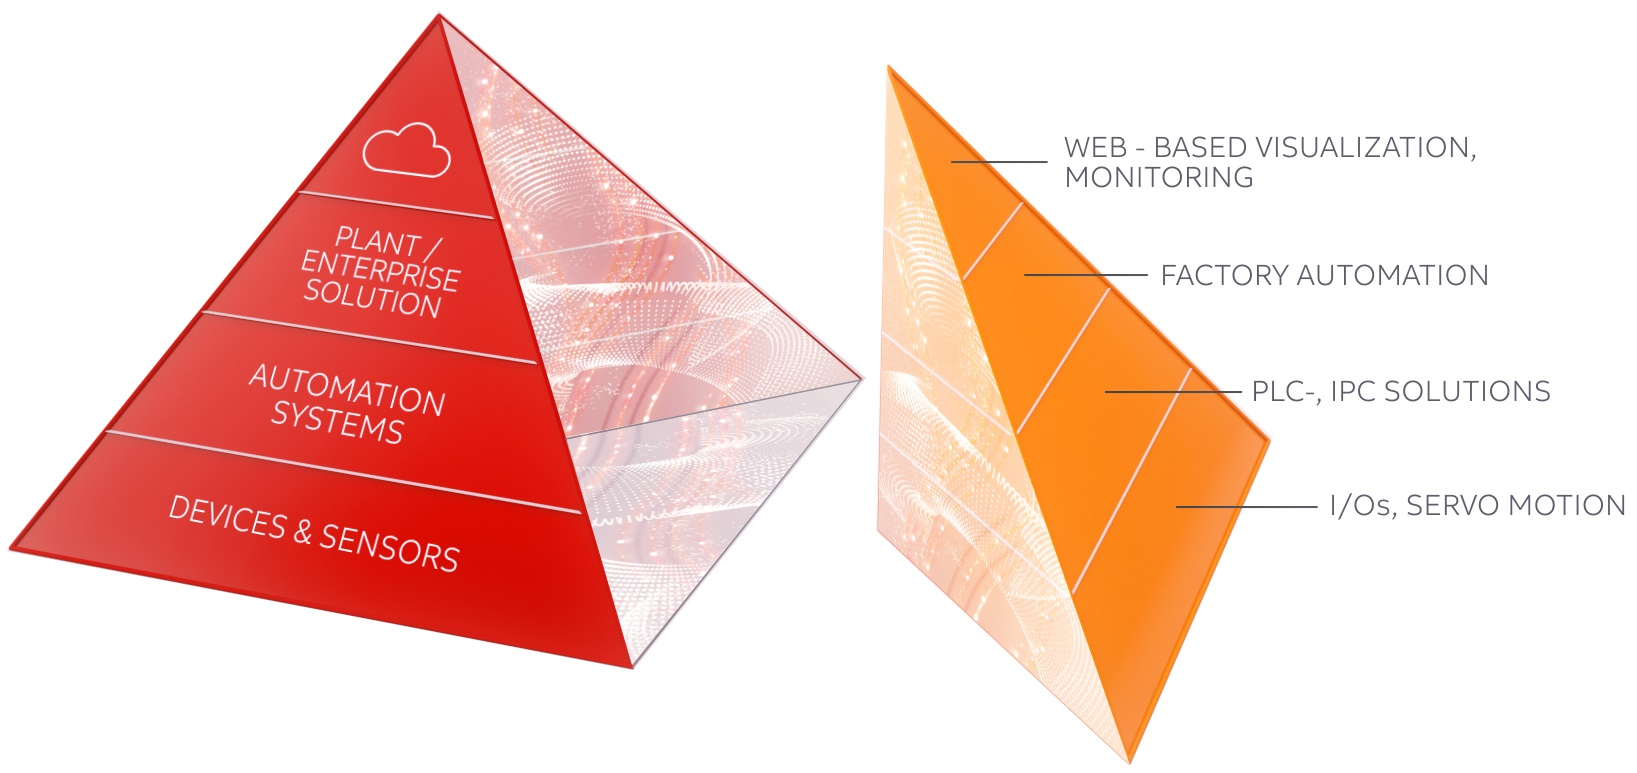 PLANT /
ENTERPRISE
SOLUTION
AUTOMATION
SYSTEMS
DEVICES & SENSORS
WEB - BASED VISUALIZATION,
MONITORING
FACTORY AUTOMATION
PLC-, IPC SOLUTIONS
I/Os, SERVO MOTION